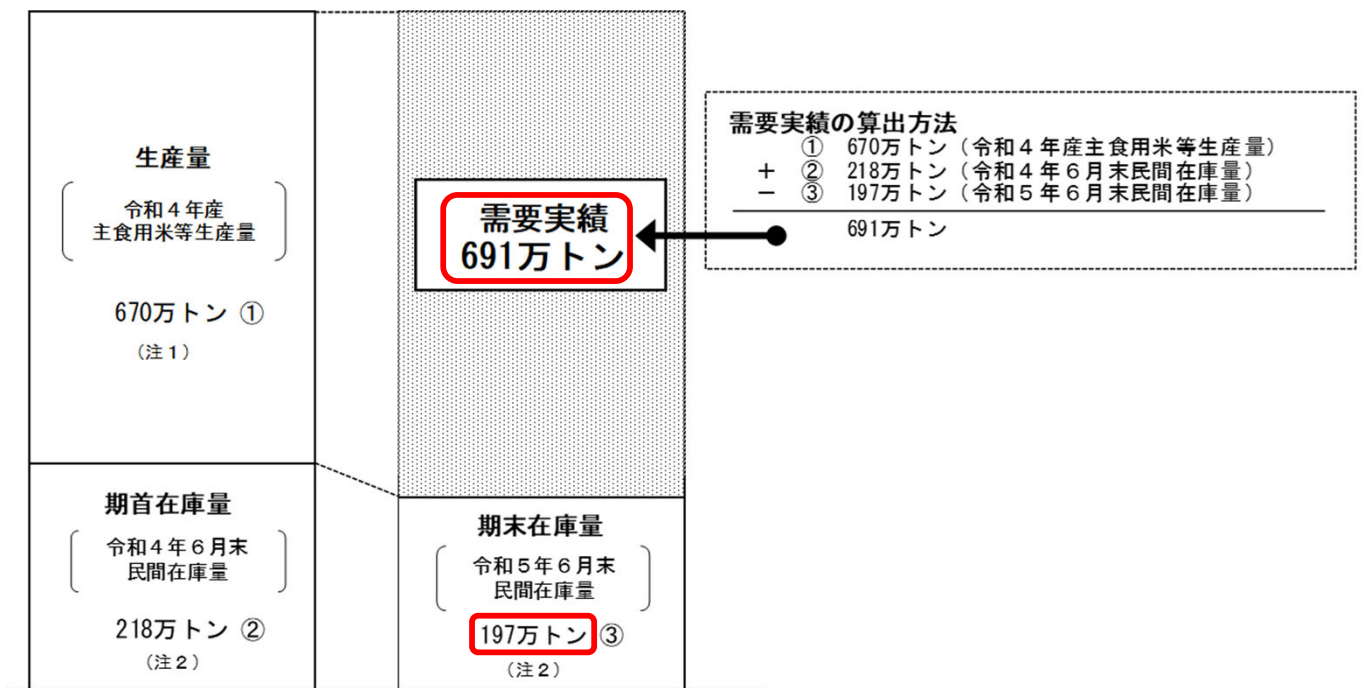 生産量
令和４年産
主食用米等生産量
670万トン ①
（注１）
期首在庫量
令和４年６月末
民間在庫量
218万トン ②
（注２）
需要実績
691万トン
期末在庫量
令和５年６月末
民間在庫量
197万トン ③
（注２）
需要実績の算出方法
① 670万トン（令和４年産主食用米等生産量）
＋ ② 218万トン（令和４年６月末民間在庫量）
－ ③ 197万トン（令和５年６月末民間在庫量）
691万トン